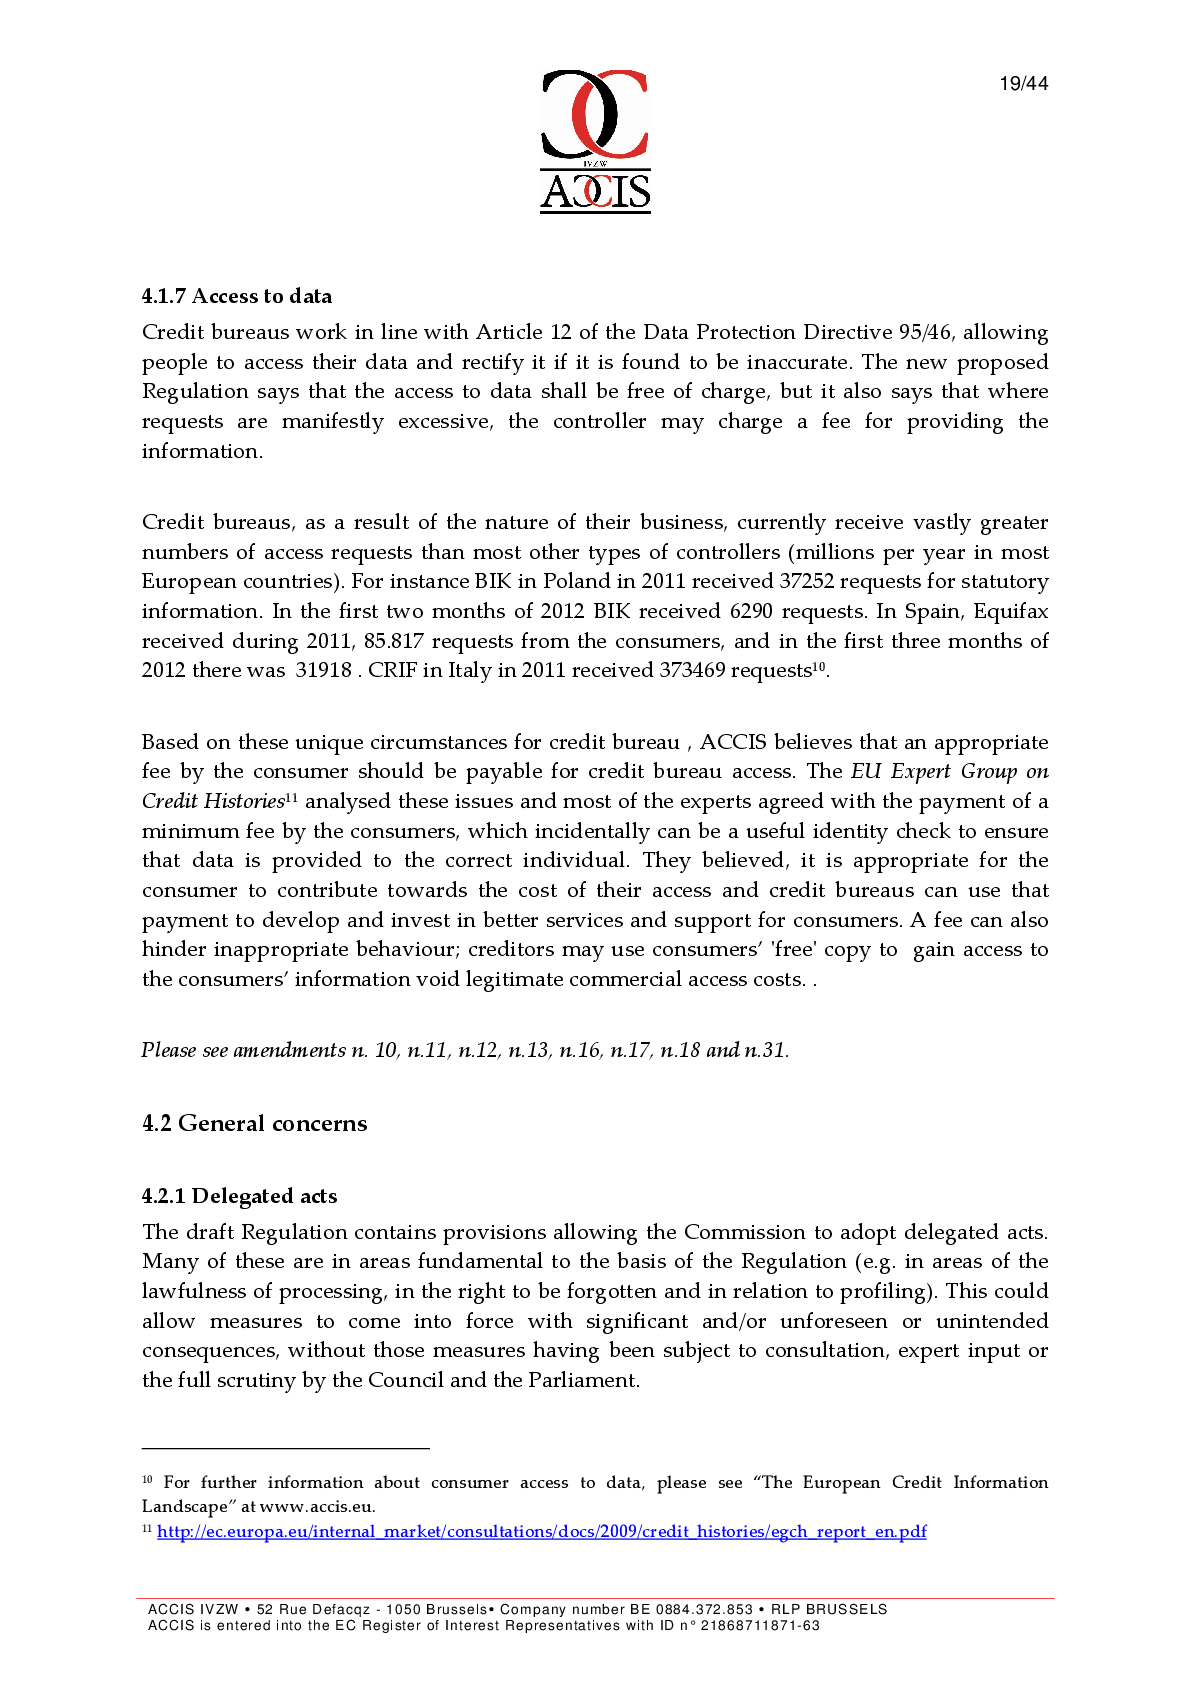 19/44
IVZW
ACCIS
4.1.7 Access to data
Credit bureaus work in line with Article 12 of the Data Protection Directive 95/46, allowing
people to access their data and rectify it if it is found to be inaccurate. The new proposed
Regulation says that the access to data shall be free of charge, but it also says that where
requests are manifestly excessive, the controller may charge a fee for providing the
information.
Credit bureaus, as a result of the nature of their business, currently receive vastly greater
numbers of access requests than most other types of controllers (millions per year in most
European countries). For instance BIK in Poland in 2011 received 37252 requests for statutory
information. In the first two months of 2012 BIK received 6290 requests. In Spain, Equifax
received during 2011, 85.817 requests from the consumers, and in the first three months of
2012 there was  31918 . CRIF in Italy in 2011 received 373469 requests¹⁰.
Based on these unique circumstances for credit bureau , ACCIS believes that an appropriate
fee by the consumer should be payable for credit bureau access. The EU Expert Group on
Credit Histories¹¹ analysed these issues and most of the experts agreed with the payment of a
minimum fee by the consumers, which incidentally can be a useful identity check to ensure
that data is provided to the correct individual. They believed, it is appropriate for the
consumer to contribute towards the cost of their access and credit bureaus can use that
payment to develop and invest in better services and support for consumers. A fee can also
hinder inappropriate behaviour; creditors may use consumers’ 'free' copy to  gain access to
the consumers’ information void legitimate commercial access costs. .
Please see amendments n. 10, n.11, n.12, n.13, n.16, n.17, n.18 and n.31.
4.2 General concerns
4.2.1 Delegated acts
The draft Regulation contains provisions allowing the Commission to adopt delegated acts.
Many of these are in areas fundamental to the basis of the Regulation (e.g. in areas of the
lawfulness of processing, in the right to be forgotten and in relation to profiling). This could
allow measures to come into force with significant and/or unforeseen or unintended
consequences, without those measures having been subject to consultation, expert input or
the full scrutiny by the Council and the Parliament.
¹⁰ For further information about consumer access to data, please see “The European Credit Information
Landscape” at www.accis.eu.
¹¹ http://ec.europa.eu/internal_market/consultations/docs/2009/credit_histories/egch_report_en.pdf
ACCIS IVZW • 52 Rue Defacqz - 1050 Brussels• Company number BE 0884.372.853 • RLP BRUSSELS
ACCIS is entered into the EC Register of Interest Representatives with ID n° 21868711871-63